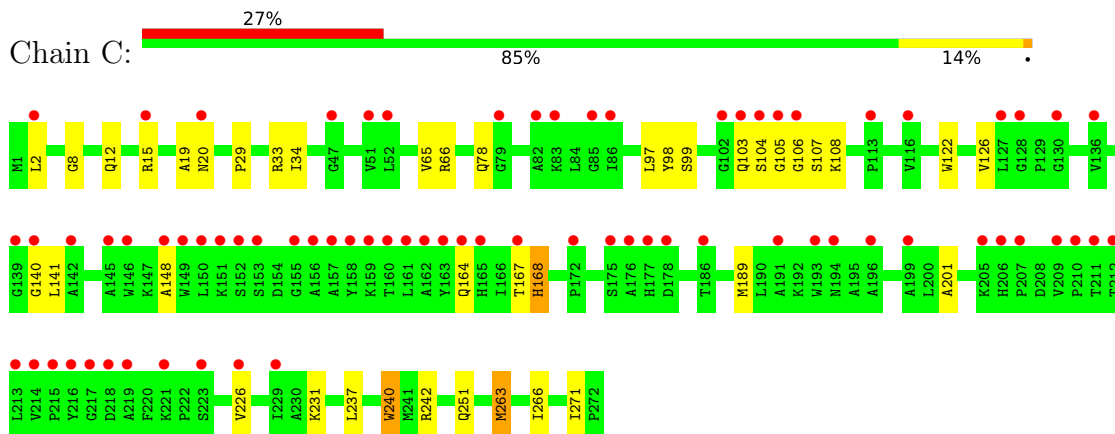 27%
Chain C:
85% 14% •
M1 L2 G8 Q12 R15 A19 N20 P29 R33 I34 G47 V51 L52 V65 R66 Q78 G79 A82 K83 L84 G85 I86 L97 Y98 S99 G102 Q103 S104 G105 G106 S107 K108 P113 V116 W122 V126 L127 G128 P129 G130 V136
G139 G140 L141 A142 A145 W146 K147 A148 W149 L150 K151 S152 S153 D154 G155 A156 A157 Y158 K159 T160 L161 A162 Y163 Q164 H165 I166 T167 H168 P172 S175 A176 H177 D178 T186 M189 L190 A191 K192 W193 N194 A195 A196 A199 L200 A201 K205 H206 P207 D208 V209 P210 T211 T212
L213 V214 P215 Y216 G217 D218 A219 F220 K221 P222 S223 V226 I229 A230 K231 L237 W240 M241 R242 Q251 M263 I266 I271 P272